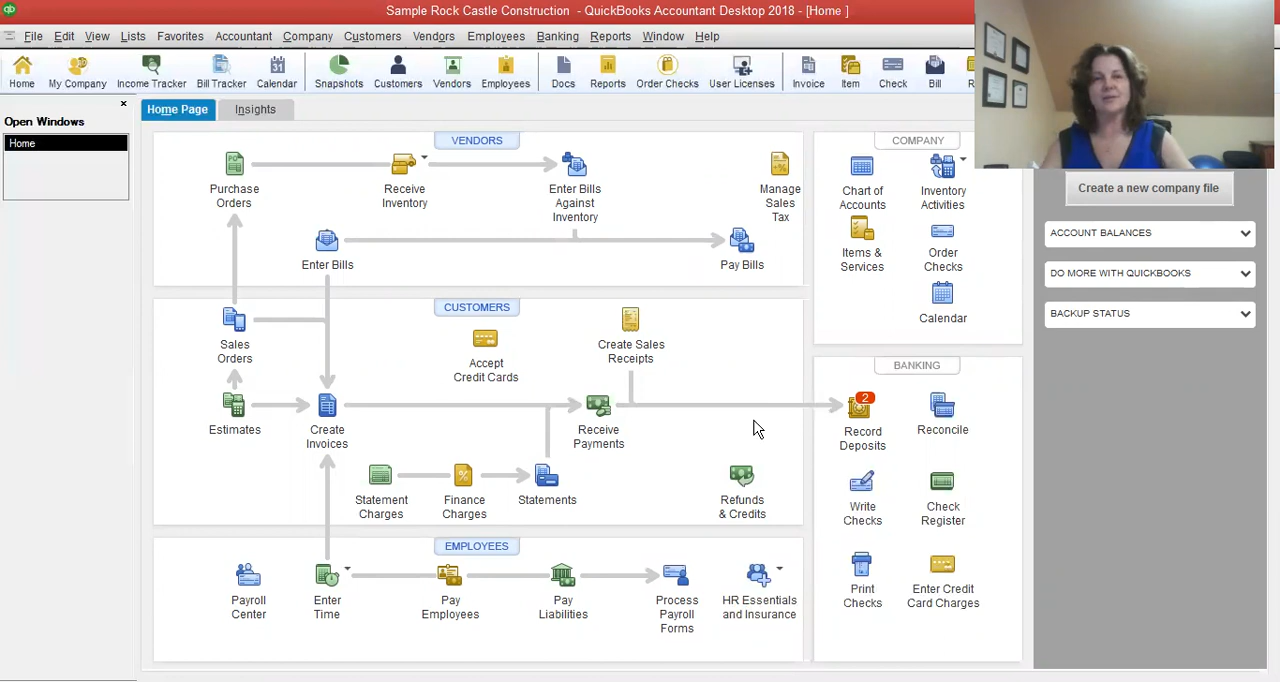 Sample Rock Castle Construction - QuickBooks Accountant Desktop 2018 - [Home ]
File Edit View Lists Favorites Accountant Company Customers Vendors Employees Banking Reports Window Help
Home My Company Income Tracker Bill Tracker Calendar Snapshots Customers Vendors Employees Docs Reports Order Checks User Licenses Invoice Item Check Bill
Open Windows
Home
Home Page Insights
VENDORS
Purchase
Orders
Receive
Inventory
Enter Bills
Against
Inventory
Manage
Sales
Tax
Enter Bills
Pay Bills
CUSTOMERS
Sales
Orders
Accept
Credit Cards
Create Sales
Receipts
Estimates
Create
Invoices
Receive
Payments
Statement
Charges
Finance
Charges
Statements
Refunds
& Credits
EMPLOYEES
Payroll
Center
Enter
Time
Pay
Employees
Pay
Liabilities
Process
Payroll
Forms
HR Essentials
and Insurance
COMPANY
Chart of
Accounts
Inventory
Activities
Items &
Services
Order
Checks
Calendar
BANKING
2
Record
Deposits
Reconcile
Write
Checks
Check
Register
Print
Checks
Enter Credit
Card Charges
Create a new company file
ACCOUNT BALANCES
DO MORE WITH QUICKBOOKS
BACKUP STATUS